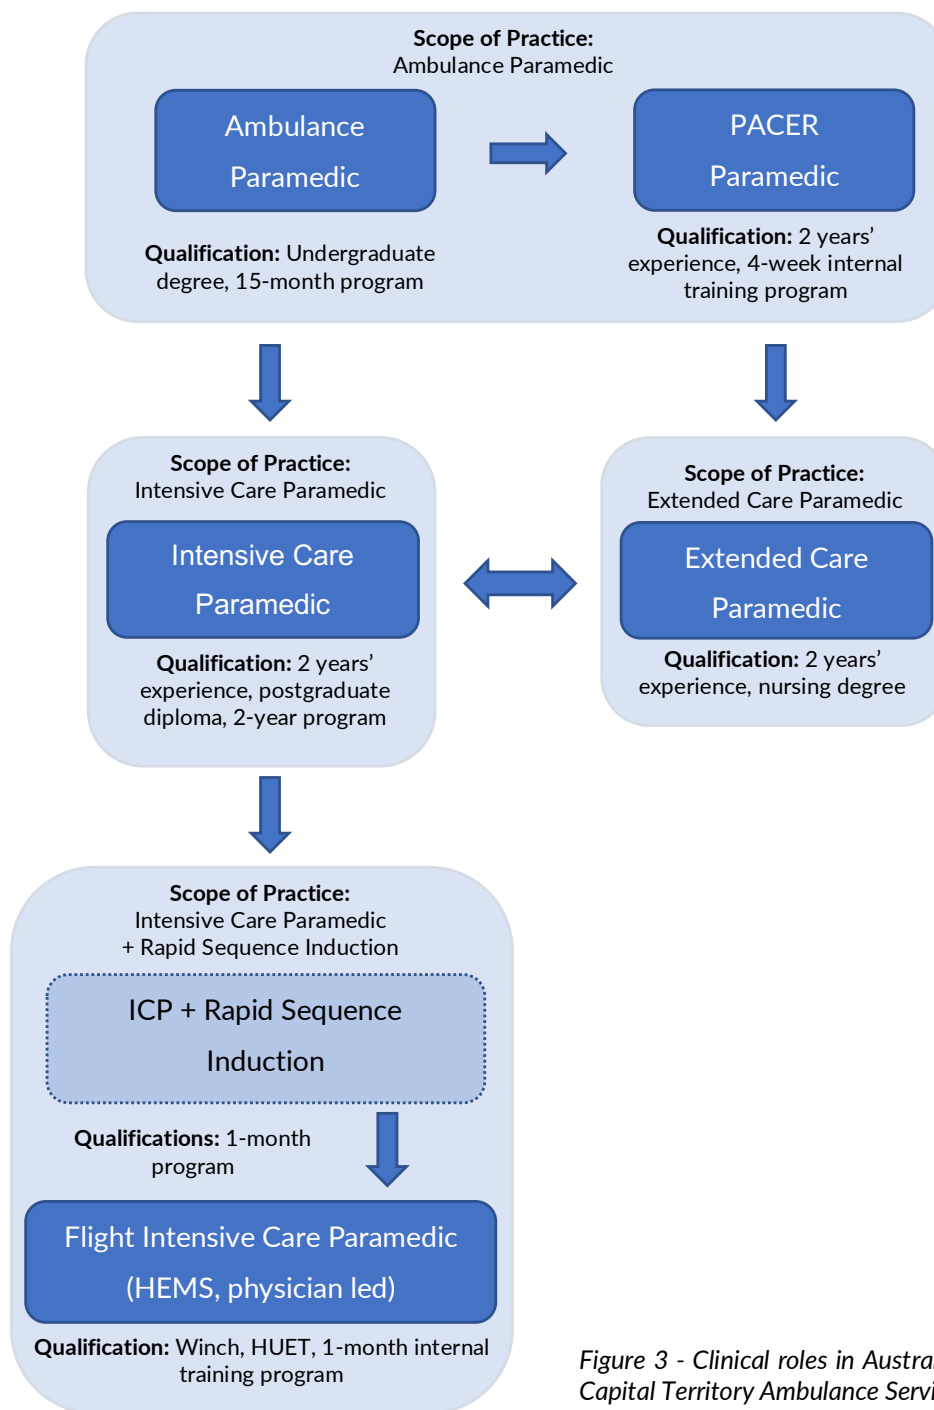 Scope of Practice:
Ambulance Paramedic
Ambulance
Paramedic
PACER
Paramedic
Qualification: Undergraduate
degree, 15-month program
Qualification: 2 years’
experience, 4-week internal
training program
Scope of Practice:
Intensive Care Paramedic
Intensive Care
Paramedic
Qualification: 2 years’
experience, postgraduate
diploma, 2-year program
Scope of Practice:
Extended Care Paramedic
Extended Care
Paramedic
Qualification: 2 years’
experience, nursing degree
Scope of Practice:
Intensive Care Paramedic
+ Rapid Sequence Induction
ICP + Rapid Sequence
Induction
Qualifications: 1-month
program
Flight Intensive Care Paramedic
(HEMS, physician led)
Qualification: Winch, HUET, 1-month internal
training program
Figure 3 - Clinical roles in Austral
Capital Territory Ambulance Servi